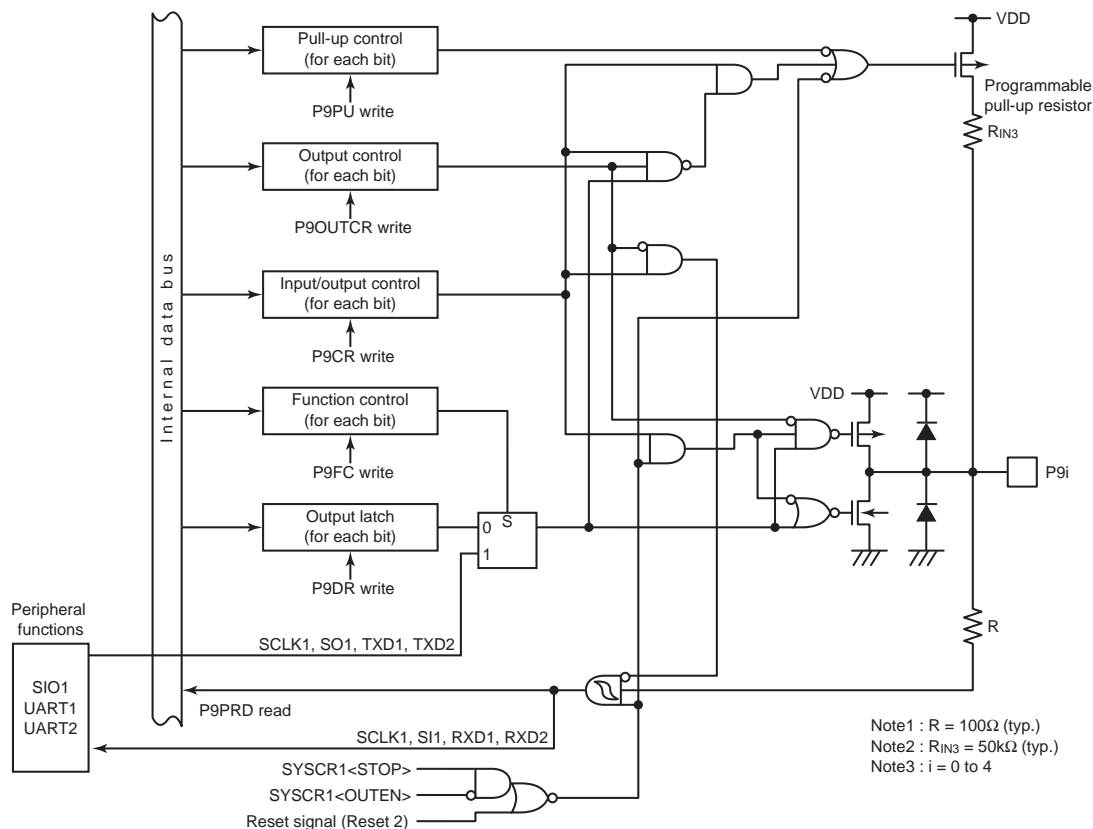 VDD
Pull-up control
(for each bit)
P9PU write
Programmable
pull-up resistor
RIN3
Output control
(for each bit)
P9OUTCR write
Internal data bus
Input/output control
(for each bit)
P9CR write
Function control
(for each bit)
P9FC write
VDD
P9i
Output latch
(for each bit)
P9DR write
0
S
1
Peripheral
functions
SIO1
UART1
UART2
SCLK1, SO1, TXD1, TXD2
R
P9PRD read
SCLK1, SI1, RXD1, RXD2
Note1 : R = 100Ω (typ.)
Note2 : RIN3 = 50kΩ (typ.)
Note3 : i = 0 to 4
SYSCR1<STOP>
SYSCR1<OUTEN>
Reset signal (Reset 2)